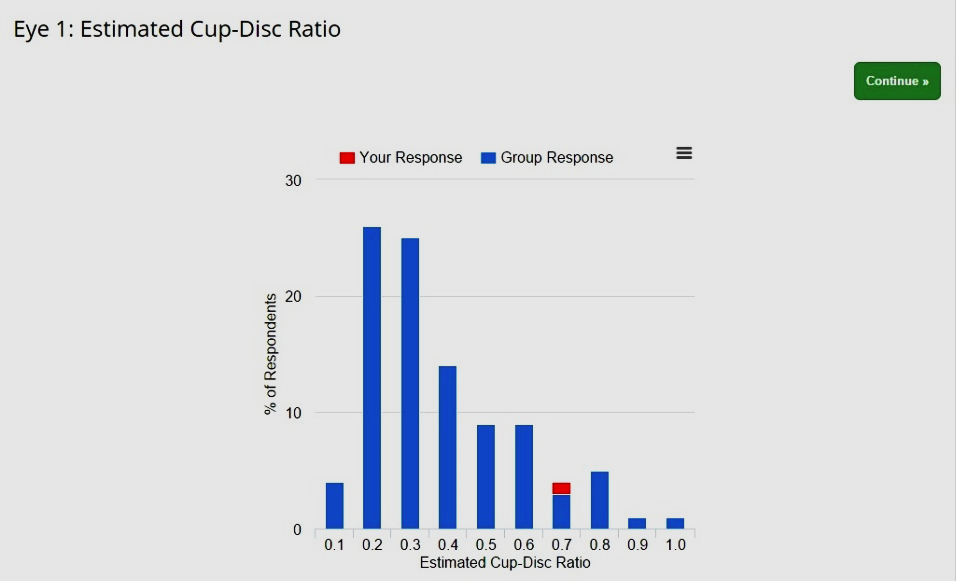 Eye 1: Estimated Cup-Disc Ratio
Continue »
Your Response Group Response
30
20
10
0
% of Respondents
0.1 0.2 0.3 0.4 0.5 0.6 0.7 0.8 0.9 1.0
Estimated Cup-Disc Ratio